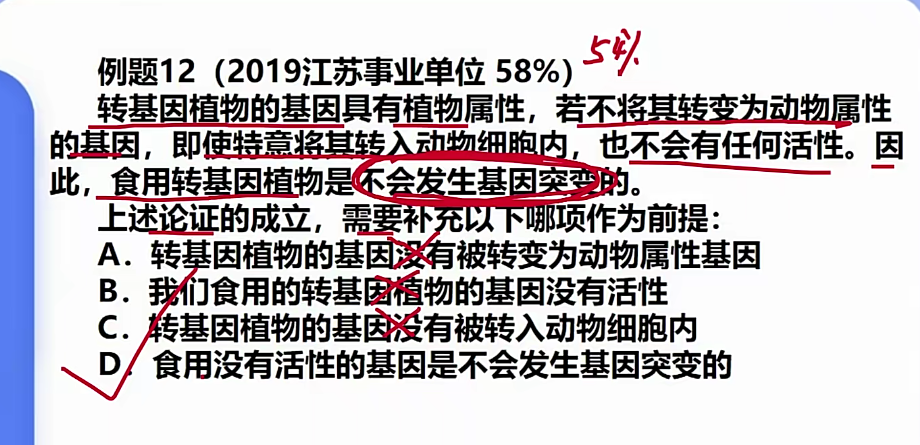 例题12（2019江苏事业单位 58%）54%
转基因植物的基因具有植物属性，若不将其转变为动物属性
的基因，即使特意将其转入动物细胞内，也不会有任何活性。因
此，食用转基因植物是不会发生基因突变的。
上述论证的成立，需要补充以下哪项作为前提：
A．转基因植物的基因没有被转变为动物属性基因
B．我们食用的转基因植物的基因没有活性
C．转基因植物的基因没有被转入动物细胞内
D．食用没有活性的基因是不会发生基因突变的